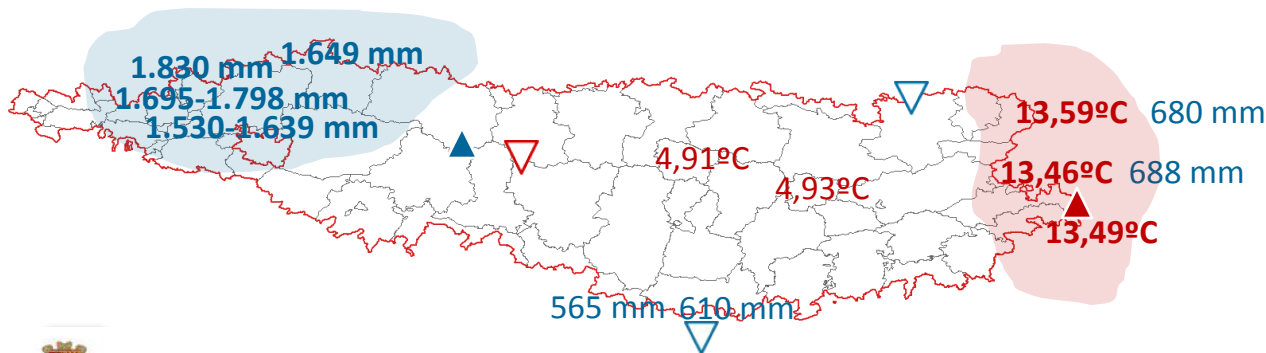 1.649 mm
1.830 mm
1.695-1.798 mm
1.530-1.639 mm
13,59ºC 680 mm
4,91ºC
13,46ºC 688 mm
4,93ºC
13,49ºC
565 mm 610 mm